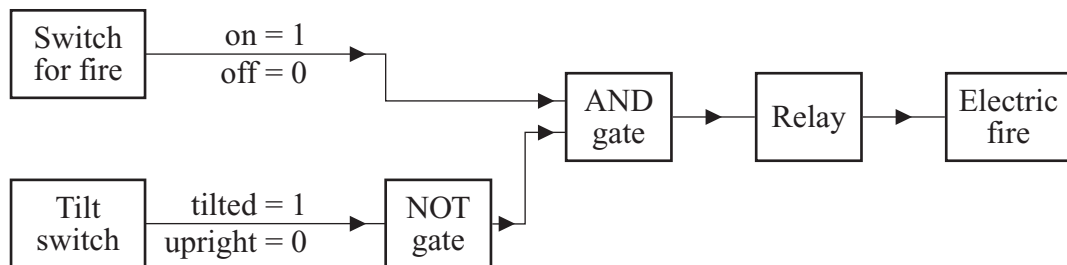 Switch
for fire
on = 1
off = 0
AND
gate
Relay
Electric
fire
Tilt
switch
tilted = 1
upright = 0
NOT
gate